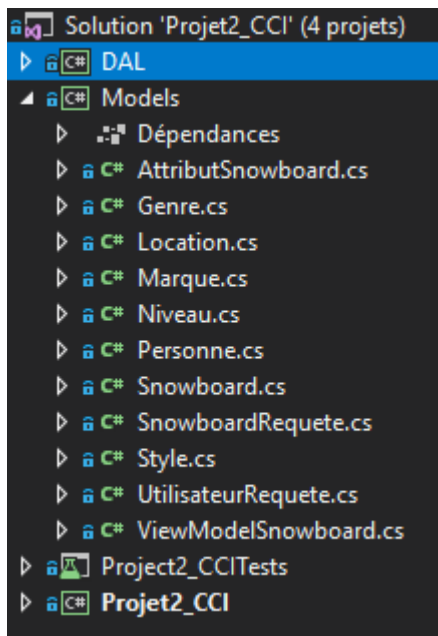 Solution 'Projet2_CCI' (4 projets)
C# DAL
C# Models
Dépendances
C# AttributSnowboard.cs
C# Genre.cs
C# Location.cs
C# Marque.cs
C# Niveau.cs
C# Personne.cs
C# Snowboard.cs
C# SnowboardRequete.cs
C# Style.cs
C# UtilisateurRequete.cs
C# ViewModelSnowboard.cs
Project2_CCITests
C# Projet2_CCI